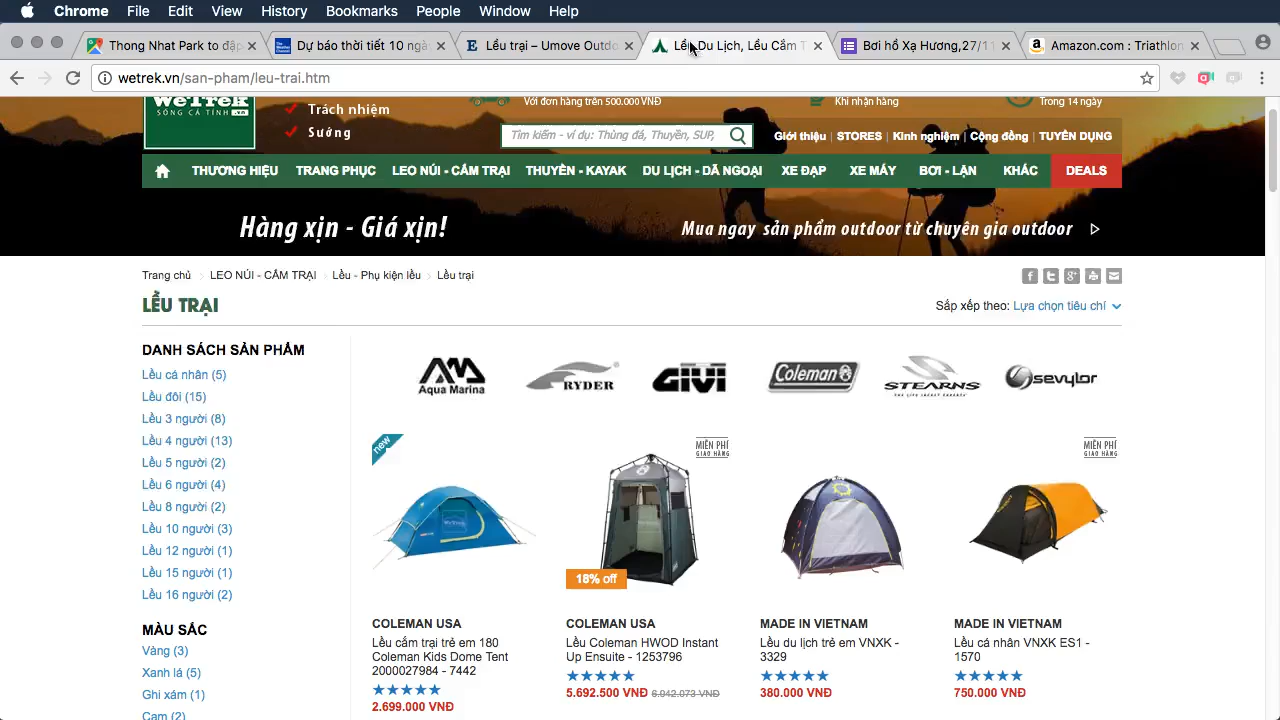 Chrome File Edit View History Bookmarks People Window Help
Thong Nhat Park to dap
Dự báo thời tiết 10 ngà
Lều trại – Umove Outdo
Lều Du Lịch, Lều Cắm T
Bơi hồ Xạ Hương,27/
Amazon.com : Triathlon
wetrek.vn/san-pham/leu-trai.htm
WeTrek
SỐNG CÁ TÍNH .vn
Trách nhiệm
Sướng
Với đơn hàng trên 500.000 VNĐ
Khi nhận hàng
Trong 14 ngày
Tìm kiếm - ví dụ: Thùng đá, Thuyền, SUP,
Giới thiệu | STORES | Kinh nghiệm | Cộng đồng | TUYỂN DỤNG
THƯƠNG HIỆU TRANG PHỤC LEO NÚI - CẮM TRẠI THUYỀN - KAYAK DU LỊCH - DÃ NGOẠI XE ĐẠP XE MÁY BƠI - LẶN KHÁC DEALS
Hàng xịn - Giá xịn!
Mua ngay sản phẩm outdoor từ chuyên gia outdoor
Trang chủ LEO NÚI - CẮM TRẠI Lều - Phụ kiện lều Lều trại
LỀU TRẠI
Sắp xếp theo: Lựa chọn tiêu chí
DANH SÁCH SẢN PHẨM
Lều cá nhân (5)
Lều đôi (15)
Lều 3 người (8)
Lều 4 người (13)
Lều 5 người (2)
Lều 6 người (4)
Lều 8 người (2)
Lều 10 người (3)
Lều 12 người (1)
Lều 15 người (1)
Lều 16 người (2)
MÀU SẮC
Vàng (3)
Xanh lá (5)
Ghi xám (1)
Cam (2)
Aqua Marina
RYDER
GIVI
Coleman
STEARNS
sevylor
new
MIỄN PHÍ
GIAO HÀNG
MIỄN PHÍ
GIAO HÀNG
18% off
COLEMAN USA
Lều cắm trại trẻ em 180
Coleman Kids Dome Tent
2000027984 - 7442
2.699.000 VNĐ
COLEMAN USA
Lều Coleman HWOD Instant
Up Ensuite - 1253796
5.692.500 VNĐ 6.942.073 VNĐ
MADE IN VIETNAM
Lều du lịch trẻ em VNXK -
3329
380.000 VNĐ
MADE IN VIETNAM
Lều cá nhân VNXK ES1 -
1570
750.000 VNĐ